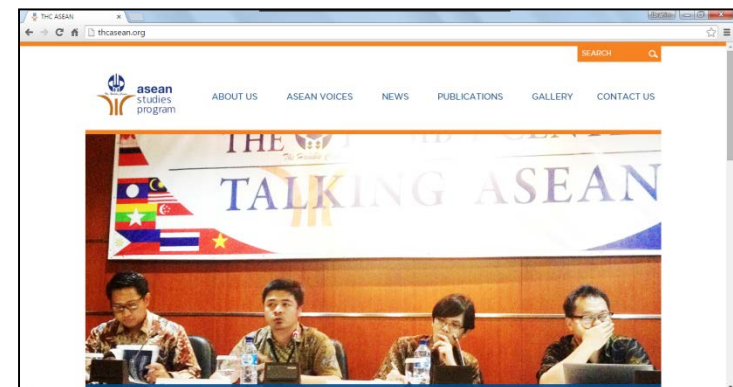 THC ASEAN
thcasean.org
SEARCH
asean
studies
program
ABOUT US
ASEAN VOICES
NEWS
PUBLICATIONS
GALLERY
CONTACT US
THE
TALKING ASEAN